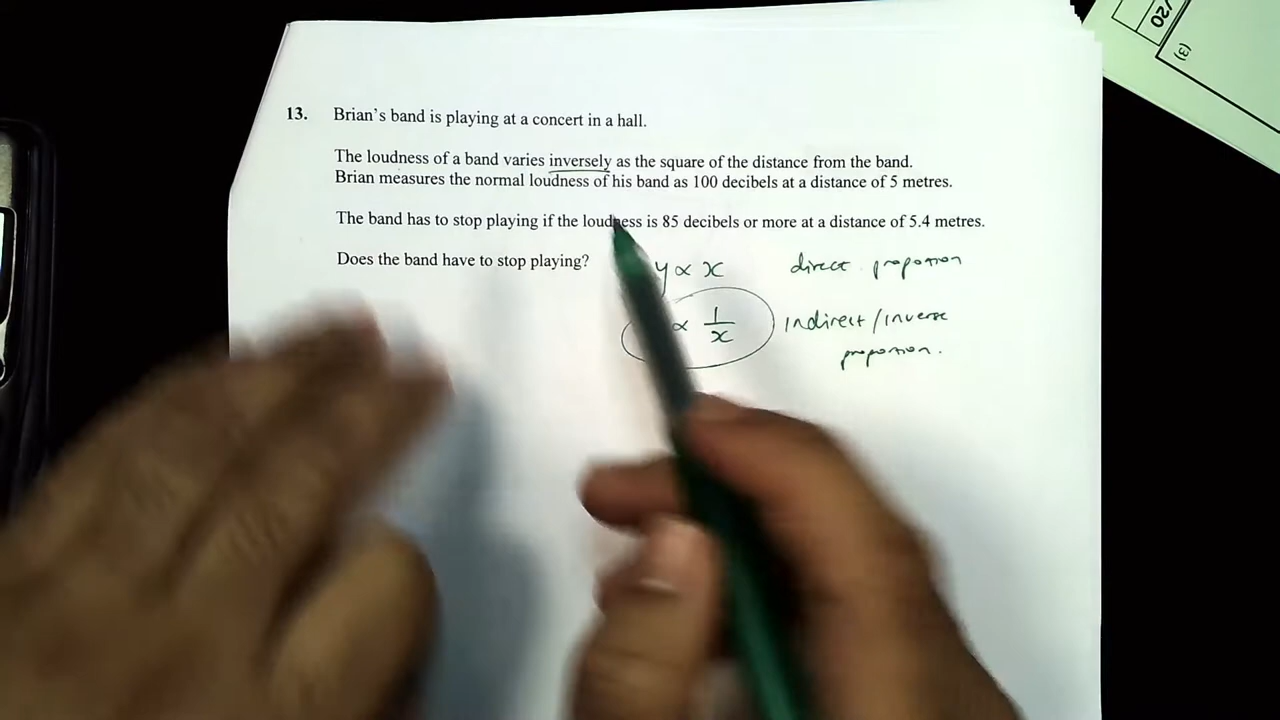 /20
(3)
13. Brian's band is playing at a concert in a hall.
The loudness of a band varies inversely as the square of the distance from the band.
Brian measures the normal loudness of his band as 100 decibels at a distance of 5 metres.
The band has to stop playing if the loudness is 85 decibels or more at a distance of 5.4 metres.
Does the band have to stop playing?
y ∝ x direct proportion
∝ 1/x Indirect/inverse
proportion.